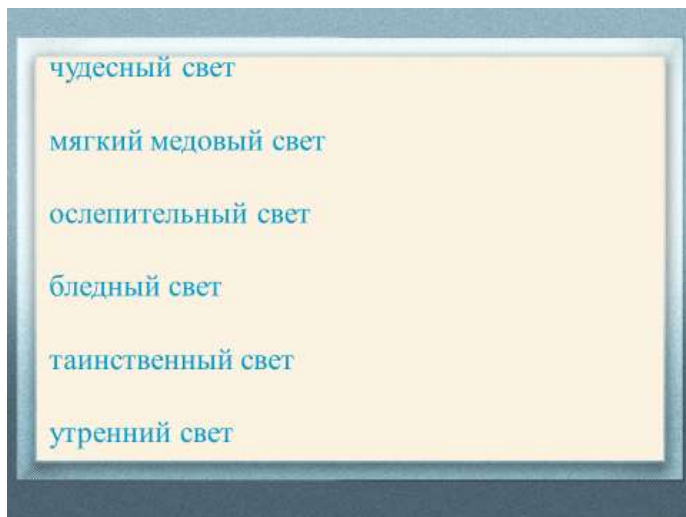 чудесный свет
мягкий медовый свет
ослепительный свет
бледный свет
таинственный свет
утренний свет